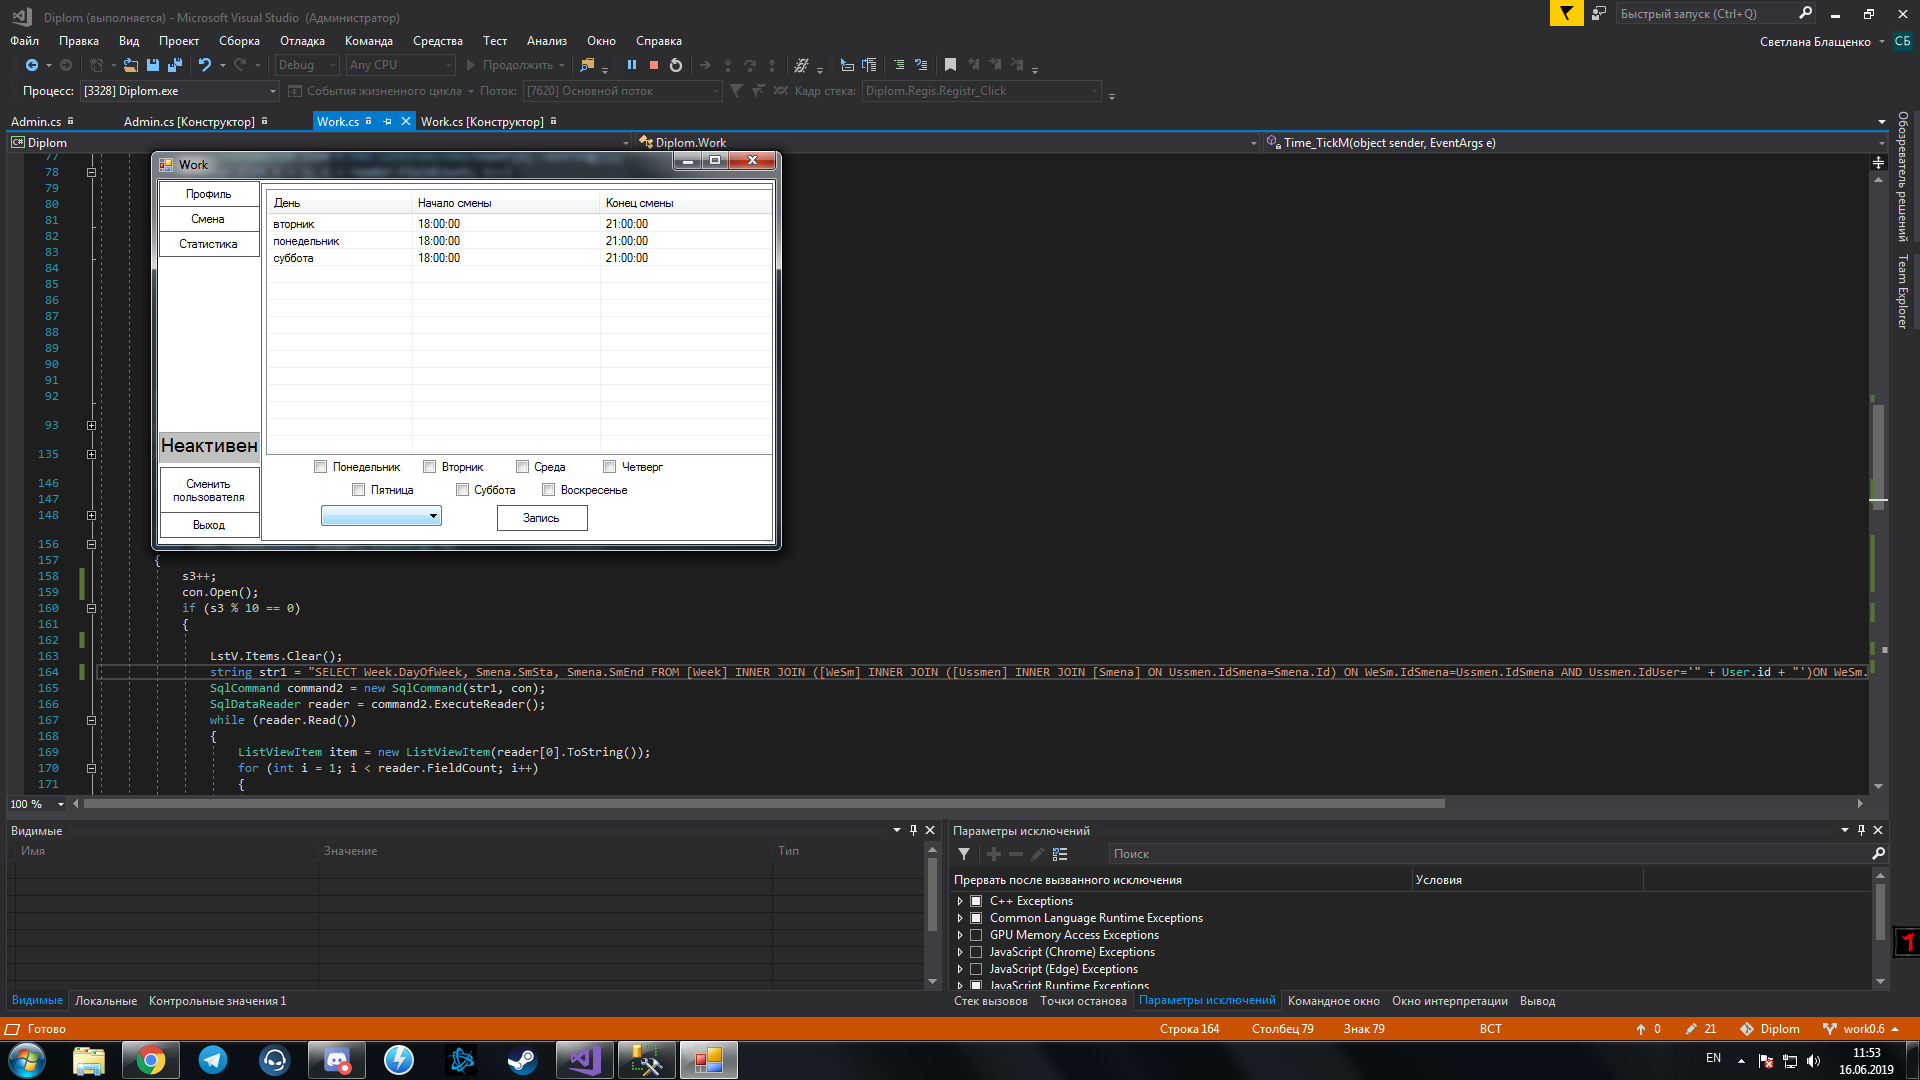 Diplom (выполняется) - Microsoft Visual Studio (Администратор)
Быстрый запуск (Ctrl+Q)
Файл Правка Вид Проект Сборка Отладка Команда Средства Тест Анализ Окно Справка
Светлана Блащенко СБ
Debug Any CPU Продолжить
Процесс: [3328] Diplom.exe События жизненного цикла Поток: [7620] Основной поток Кадр стека: Diplom.Regis.Registr_Click
Admin.cs Admin.cs [Конструктор] Work.cs Work.cs [Конструктор]
C# Diplom Diplom.Work Time_TickM(object sender, EventArgs e)
Обозреватель решений
Team Explorer
Work
Профиль
Смена
Статистика
День Начало смены Конец смены
вторник 18:00:00 21:00:00
понедельник 18:00:00 21:00:00
суббота 18:00:00 21:00:00
Неактивен
Сменить
пользователя
Выход
Понедельник Вторник Среда Четверг
Пятница Суббота Воскресенье
Запись
77
78
79
80
81
82
83
84
85
86
87
88
89
90
91
92
93
135
146
147
148
156
157 {
158 s3++;
159 con.Open();
160 if (s3 % 10 == 0)
161 {
162
163 LstV.Items.Clear();
164 string str1 = "SELECT Week.DayOfWeek, Smena.SmSta, Smena.SmEnd FROM [Week] INNER JOIN ([WeSm] INNER JOIN ([Ussmen] INNER JOIN [Smena] ON Ussmen.IdSmena=Smena.Id) ON WeSm.IdSmena=Ussmen.IdSmena AND Ussmen.IdUser='" + User.id + "')ON WeSm.
165 SqlCommand command2 = new SqlCommand(str1, con);
166 SqlDataReader reader = command2.ExecuteReader();
167 while (reader.Read())
168 {
169 ListViewItem item = new ListViewItem(reader[0].ToString());
170 for (int i = 1; i < reader.FieldCount; i++)
171 {
100 %
Видимые
Имя Значение Тип
Видимые Локальные Контрольные значения 1
Параметры исключений
Поиск
Прервать после вызванного исключения Условия
C++ Exceptions
Common Language Runtime Exceptions
GPU Memory Access Exceptions
JavaScript (Chrome) Exceptions
JavaScript (Edge) Exceptions
JavaScript Runtime Exceptions
Стек вызовов Точки останова Параметры исключений Командное окно Окно интерпретации Вывод
Готово Строка 164 Столбец 79 Знак 79 ВСТ 0 21 Diplom work0.6
EN
11:53
16.06.2019